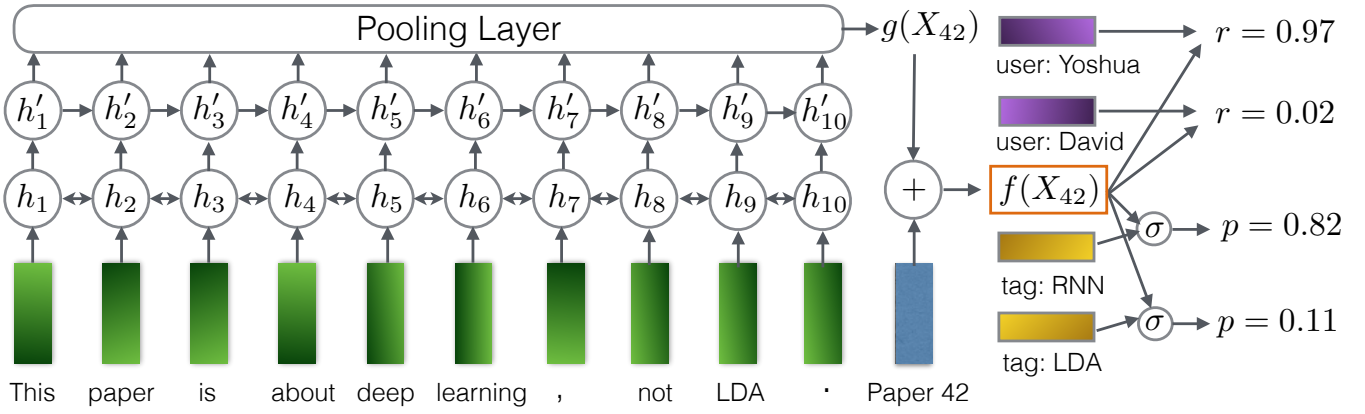 Pooling Layer
g(X₄₂)
h′₁ h′₂ h′₃ h′₄ h′₅ h′₆ h′₇ h′₈ h′₉ h′₁₀
h₁ h₂ h₃ h₄ h₅ h₆ h₇ h₈ h₉ h₁₀
This paper is about deep learning , not LDA .
Paper 42
+
f(X₄₂)
user: Yoshua
r = 0.97
user: David
r = 0.02
tag: RNN
σ
p = 0.82
tag: LDA
σ
p = 0.11